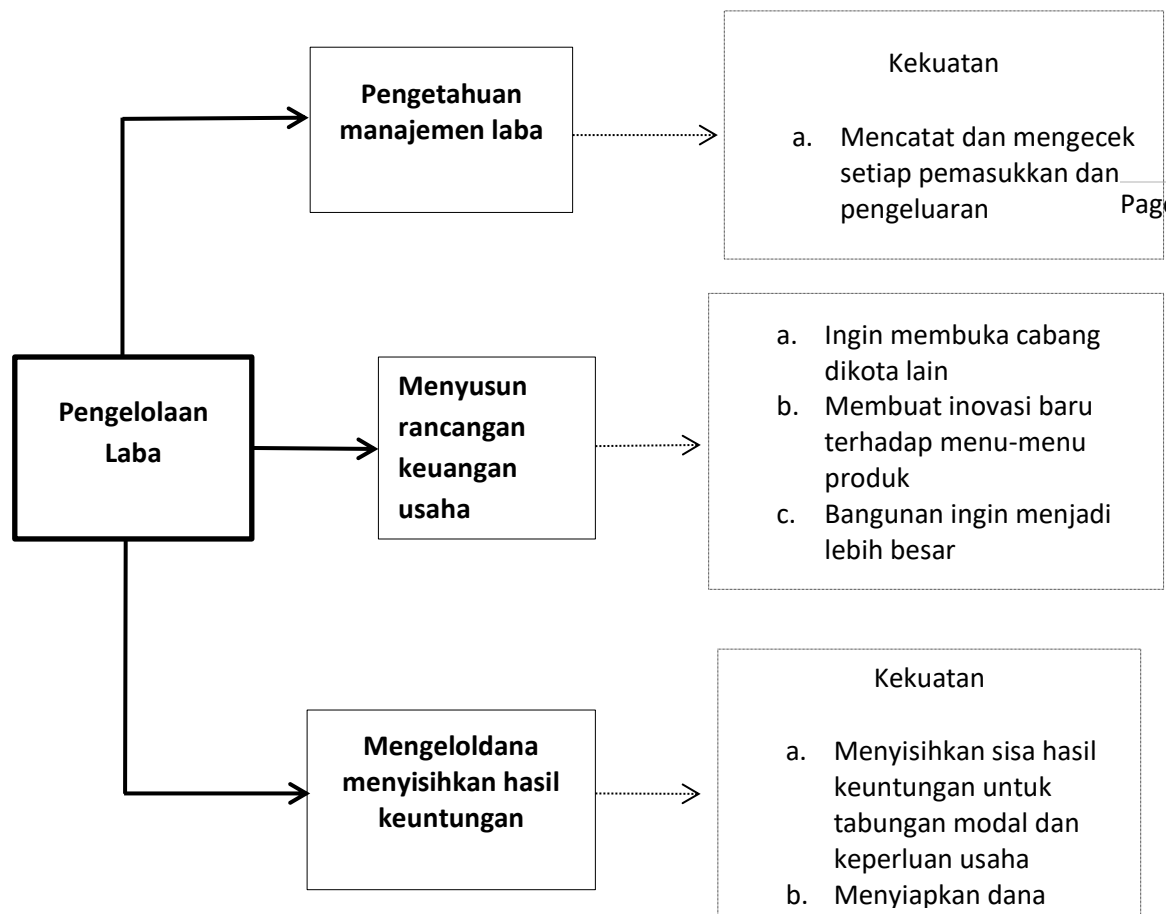 Pengetahuan
manajemen laba
Kekuatan
a. Mencatat dan mengecek
setiap pemasukkan dan
pengeluaran
Pengelolaan
Laba
Menyusun
rancangan
keuangan
usaha
a. Ingin membuka cabang
dikota lain
b. Membuat inovasi baru
terhadap menu-menu
produk
c. Bangunan ingin menjadi
lebih besar
Mengeloldana
menyisihkan hasil
keuntungan
Kekuatan
a. Menyisihkan sisa hasil
keuntungan untuk
tabungan modal dan
keperluan usaha
b. Menyiapkan dana